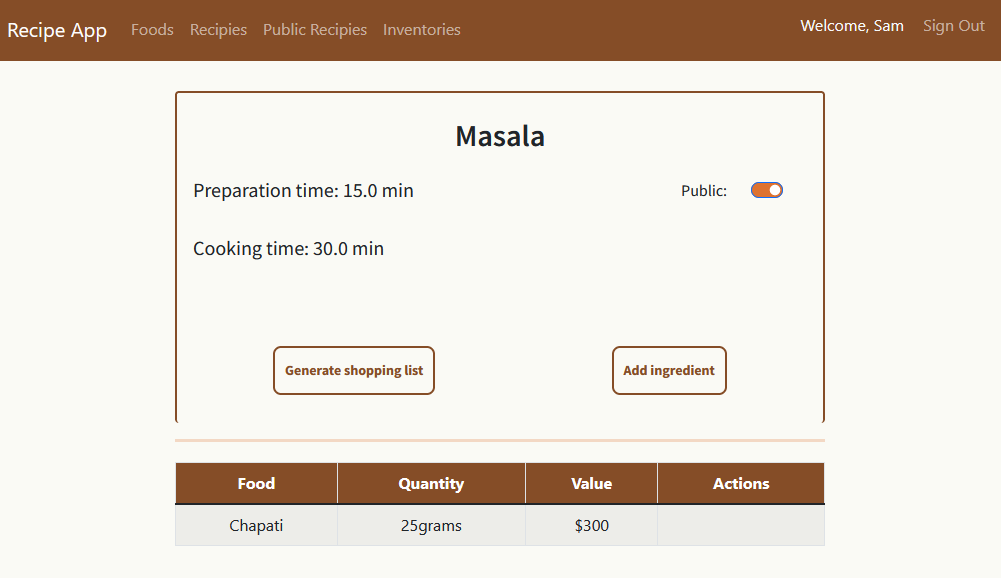 Recipe App Foods Recipies Public Recipies Inventories Welcome, Sam Sign Out
Masala
Preparation time: 15.0 min Public:
Cooking time: 30.0 min
Generate shopping list Add ingredient
Food Quantity Value Actions
Chapati 25grams $300